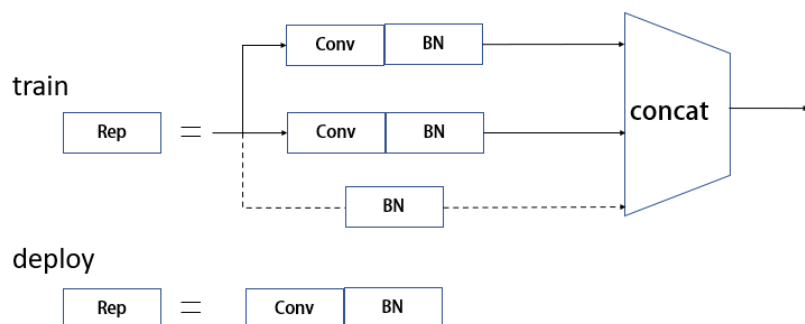 Conv BN
train
Rep = Conv BN concat
BN
deploy
Rep = Conv BN